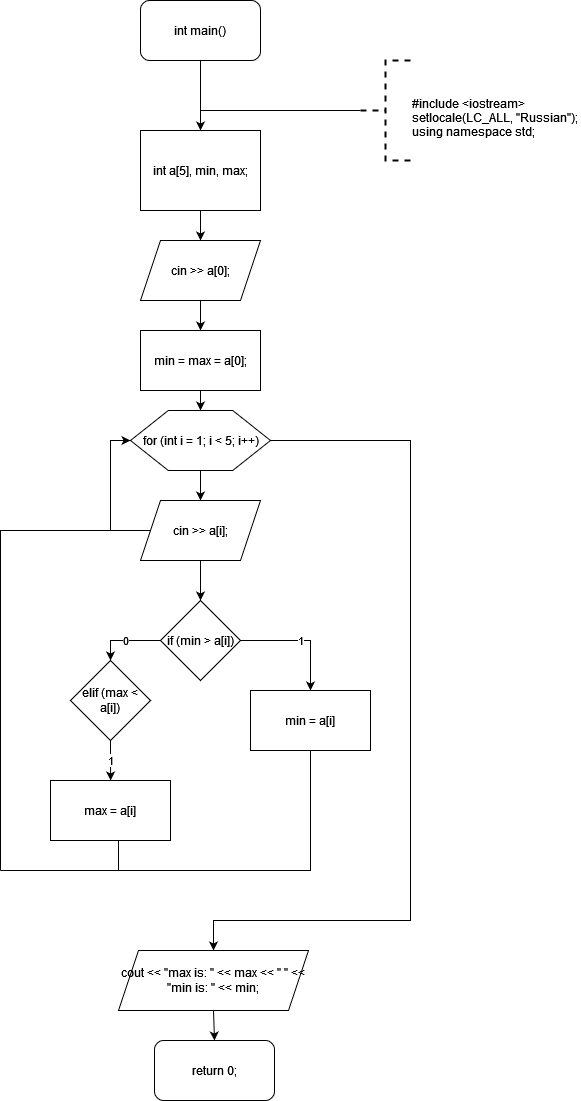 int main()
#include <iostream>
setlocale(LC_ALL, "Russian");
using namespace std;
int a[5], min, max;
cin >> a[0];
min = max = a[0];
for (int i = 1; i < 5; i++)
cin >> a[i];
if (min > a[i])
0
1
elif (max <
a[i])
min = a[i]
1
max = a[i]
cout << "max is: " << max << " " <<
"min is: " << min;
return 0;